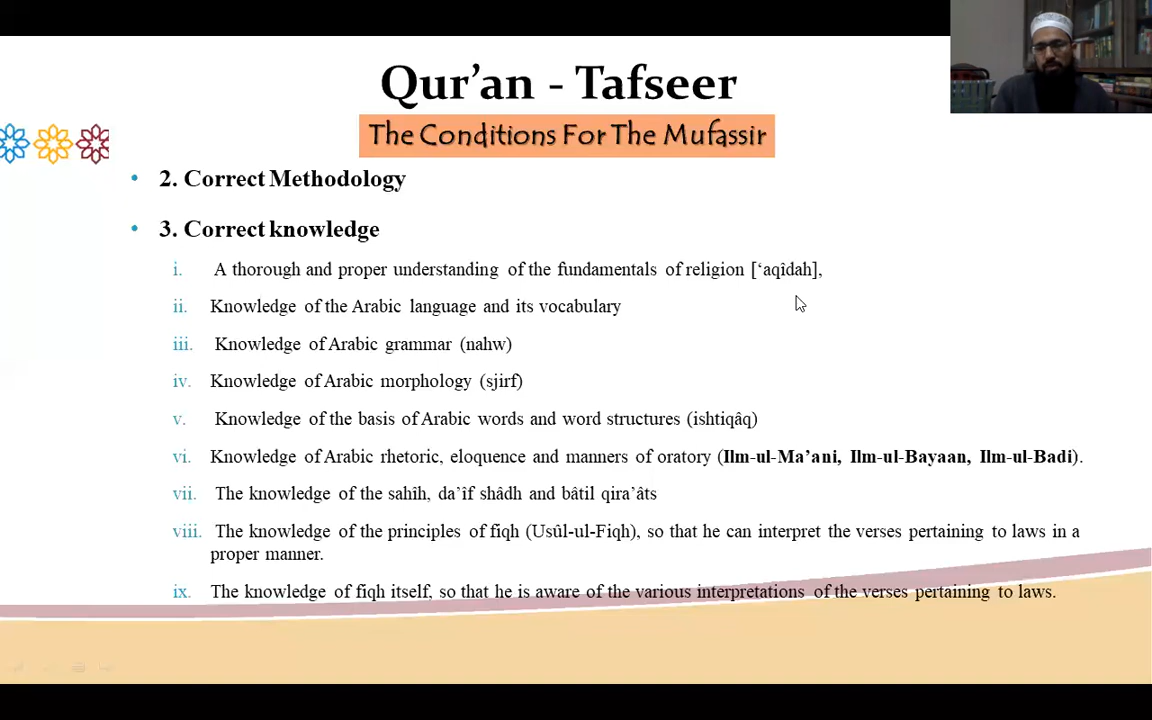 Qur'an - Tafseer
The Conditions For The Mufassir
• 2. Correct Methodology
• 3. Correct knowledge
i. A thorough and proper understanding of the fundamentals of religion [‘aqîdah],
ii. Knowledge of the Arabic language and its vocabulary
iii. Knowledge of Arabic grammar (nahw)
iv. Knowledge of Arabic morphology (sjirf)
v. Knowledge of the basis of Arabic words and word structures (ishtiqâq)
vi. Knowledge of Arabic rhetoric, eloquence and manners of oratory (Ilm-ul-Ma’ani, Ilm-ul-Bayaan, Ilm-ul-Badi).
vii. The knowledge of the sahîh, da’îf shâdh and bâtil qira’âts
viii. The knowledge of the principles of fiqh (Usûl-ul-Fiqh), so that he can interpret the verses pertaining to laws in a
proper manner.
ix. The knowledge of fiqh itself, so that he is aware of the various interpretations of the verses pertaining to laws.